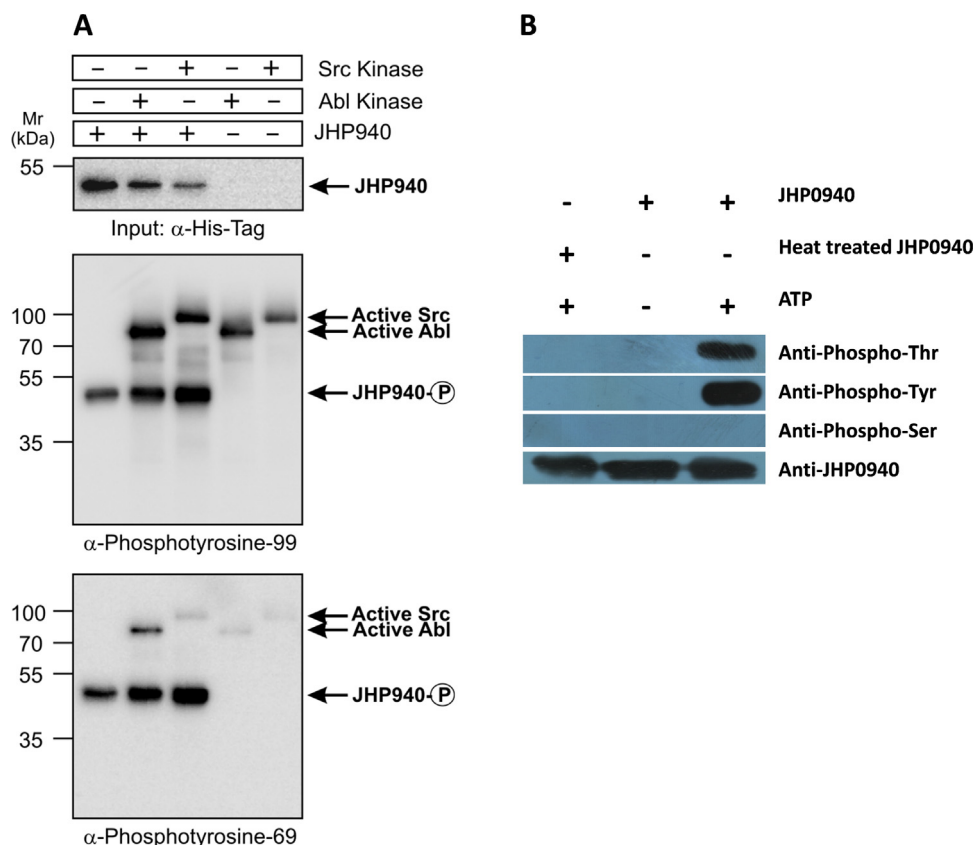 A
– – + – + Src Kinase
– + – + – Abl Kinase
+ + + – – JHP940
Mr
(kDa)
55
JHP940
Input: α-His-Tag
100
70
55
35
Active Src
Active Abl
JHP940-P
α-Phosphotyrosine-99
100
70
55
35
Active Src
Active Abl
JHP940-P
α-Phosphotyrosine-69
B
- + + JHP0940
+ - - Heat treated JHP0940
+ - + ATP
Anti-Phospho-Thr
Anti-Phospho-Tyr
Anti-Phospho-Ser
Anti-JHP0940